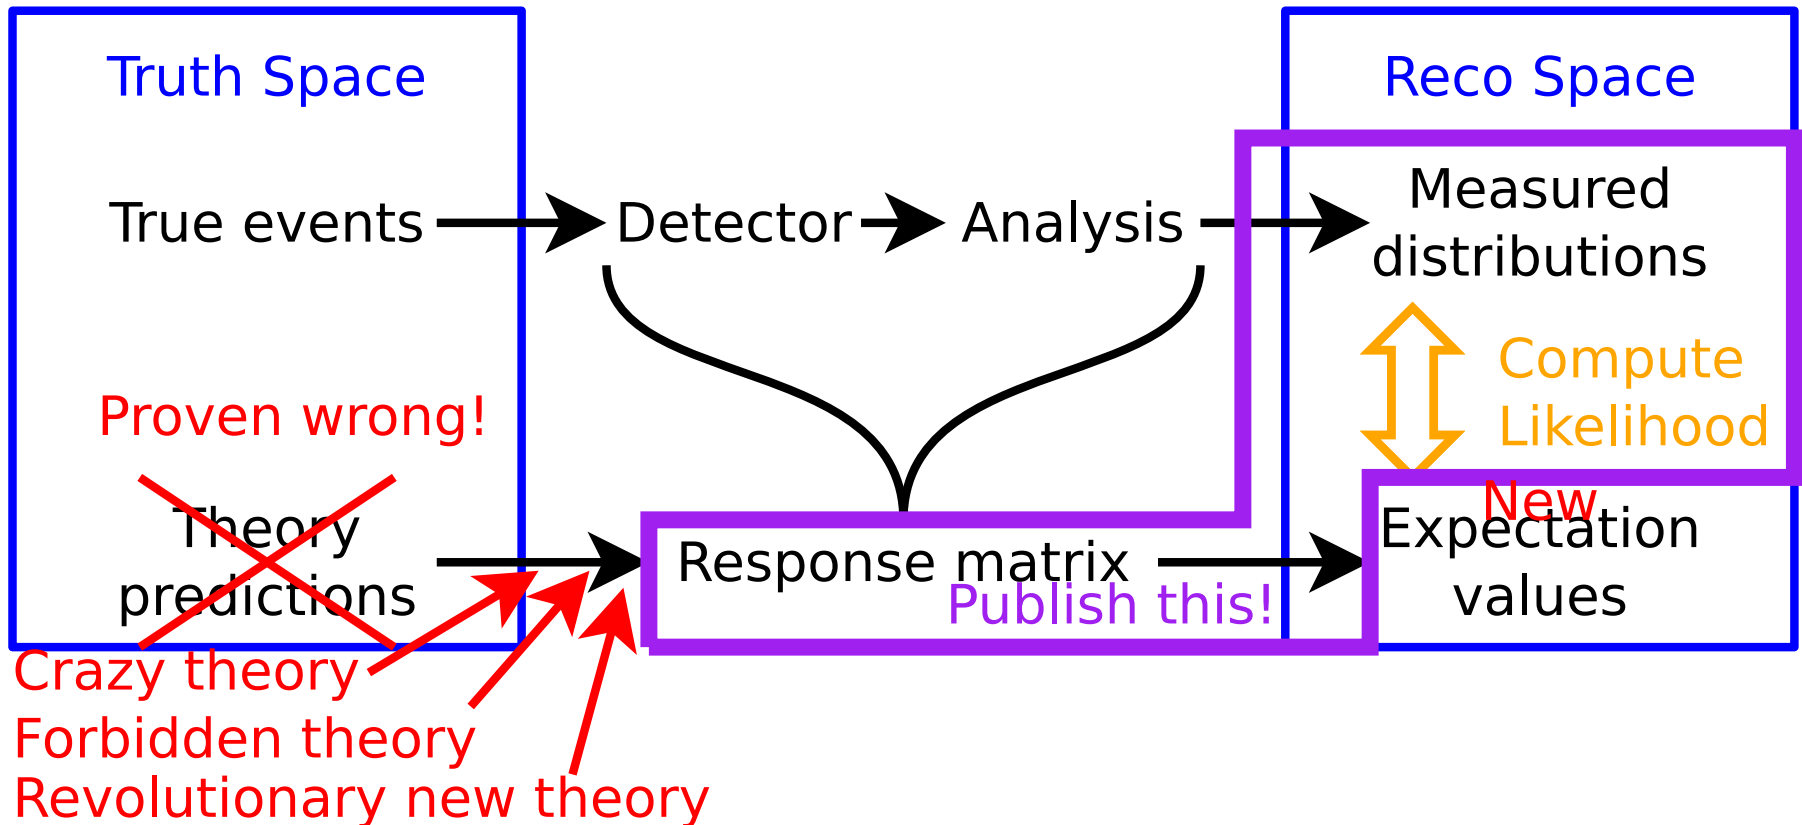 Truth Space
Reco Space
True events
Detector
Analysis
Measured
distributions
Compute
Likelihood
Proven wrong!
Theory
predictions
Response matrix
Publish this!
New
Expectation
values
Crazy theory
Forbidden theory
Revolutionary new theory